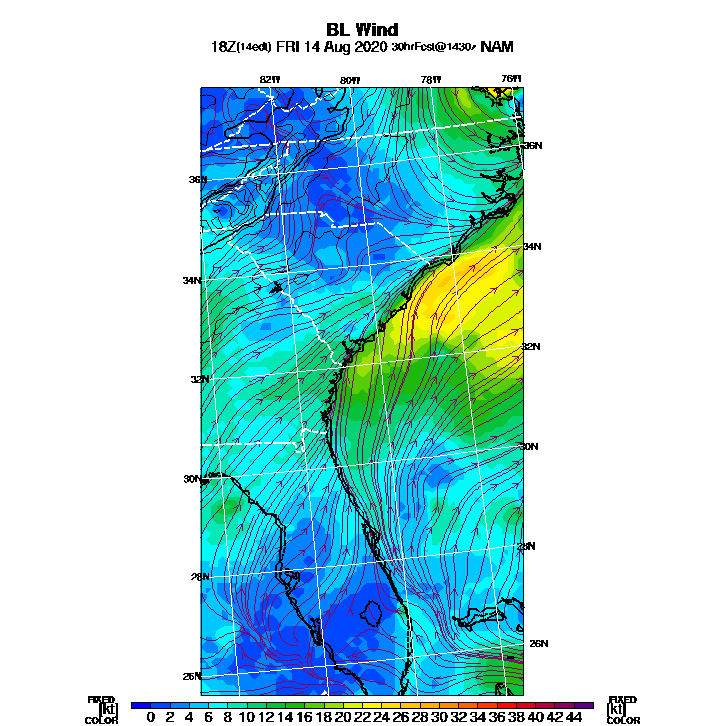 BL Wind
18Z(14edt) FRI 14 Aug 2020 30hrFcst@1430z NAM
82W 80W 78W 76W
36N
36N
34N
34N
32N
32N
30N
30N
28N
28N
26N
26N
FIXED FIXED
[kt] 0 2 4 6 8 10 12 14 16 18 20 22 24 26 28 30 32 34 36 38 40 42 44 [kt]
COLOR COLOR